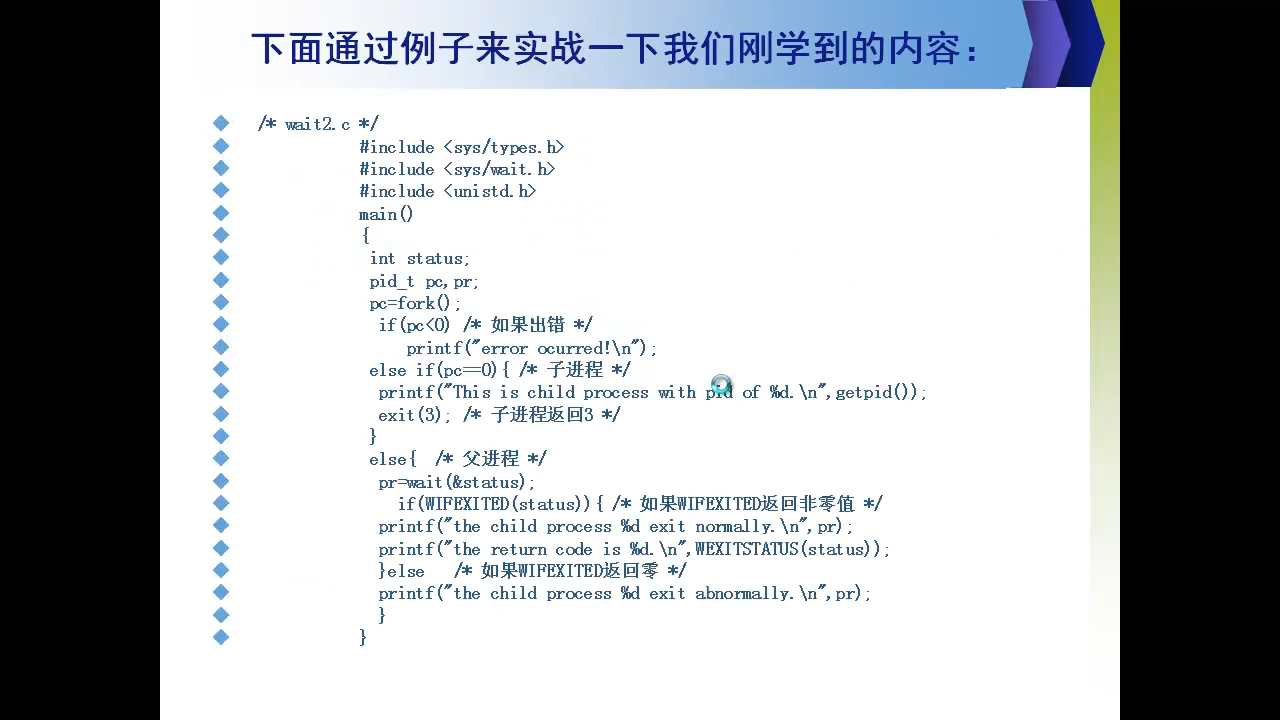 下面通过例子来实战一下我们刚学到的内容：
/* wait2.c */
#include <sys/types.h>
#include <sys/wait.h>
#include <unistd.h>
main()
{
int status;
pid_t pc,pr;
pc=fork();
if(pc<0) /* 如果出错 */
printf("error ocurred!\n");
else if(pc==0){ /* 子进程 */
printf("This is child process with pid of %d.\n",getpid());
exit(3); /* 子进程返回3 */
}
else{ /* 父进程 */
pr=wait(&status);
if(WIFEXITED(status)){ /* 如果WIFEXITED返回非零值 */
printf("the child process %d exit normally.\n",pr);
printf("the return code is %d.\n",WEXITSTATUS(status));
}else /* 如果WIFEXITED返回零 */
printf("the child process %d exit abnormally.\n",pr);
}
}